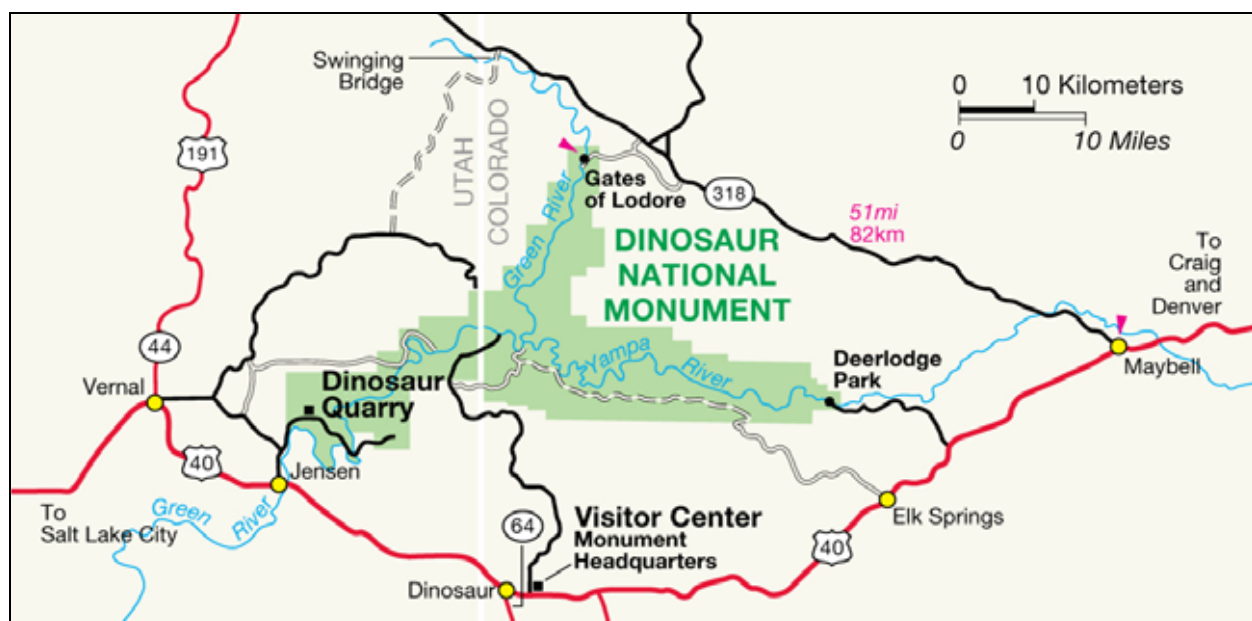 Swinging
Bridge
0 10 Kilometers
0 10 Miles
191
UTAH
COLORADO
Gates
of Lodore
318
51mi
82km
Green River
DINOSAUR
NATIONAL
MONUMENT
To
Craig
and
Denver
44
Vernal
Maybell
Dinosaur
Quarry
Yampa River
Deerlodge
Park
40
Jensen
To
Salt Lake City
Green River
64
Visitor Center
Monument
Headquarters
40
Elk Springs
Dinosaur